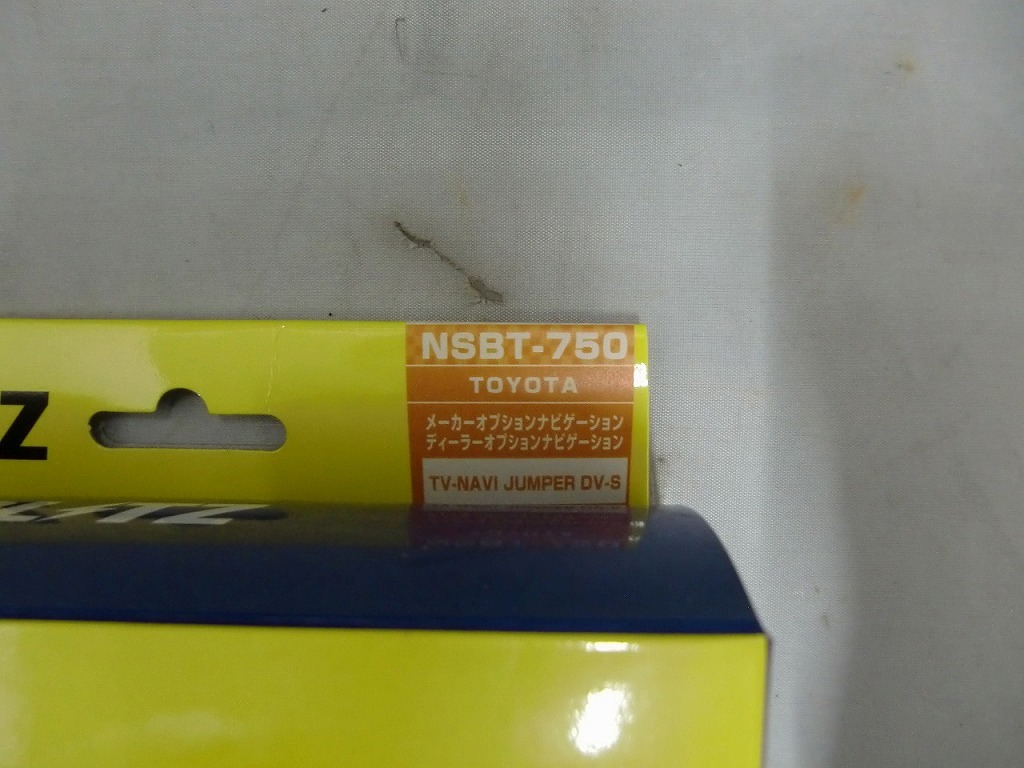 NSBT-750
TOYOTA
メーカーオプションナビゲーション
ディーラーオプションナビゲーション
TV-NAVI JUMPER DV-S
Z